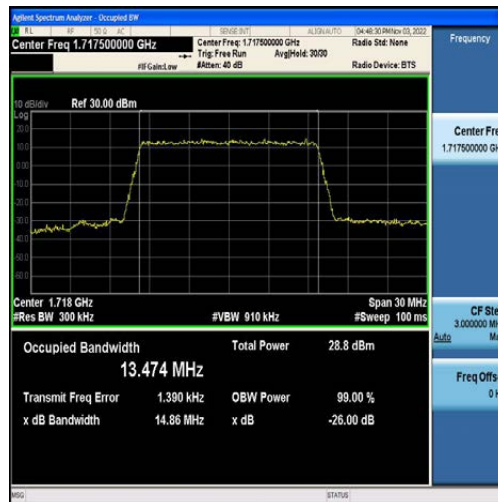 Agilent Spectrum Analyzer - Occupied BW
RL RF 50 Ω AC SENSE:INT ALIGNAUTO 04:48:30 PM Nov 03, 2022
Center Freq 1.717500000 GHz
Center Freq: 1.717500000 GHz
Radio Std: None
Trig: Free Run Avg|Hold: 30/30
#IFGain:Low #Atten: 40 dB Radio Device: BTS
Frequency
10 dB/div Ref 30.00 dBm
Log
20.0
10.0
0.00
-10.0
-20.0
-30.0
-40.0
-50.0
-60.0
Center Fre
1.717500000 GH
Center 1.718 GHz Span 30 MHz
#Res BW 300 kHz #VBW 910 kHz #Sweep 100 ms
CF Ste
3.000000 MH
Auto Ma
Occupied Bandwidth Total Power 28.8 dBm
13.474 MHz
Transmit Freq Error 1.390 kHz OBW Power 99.00 %
x dB Bandwidth 14.86 MHz x dB -26.00 dB
Freq Offs
0 H
MSG STATUS